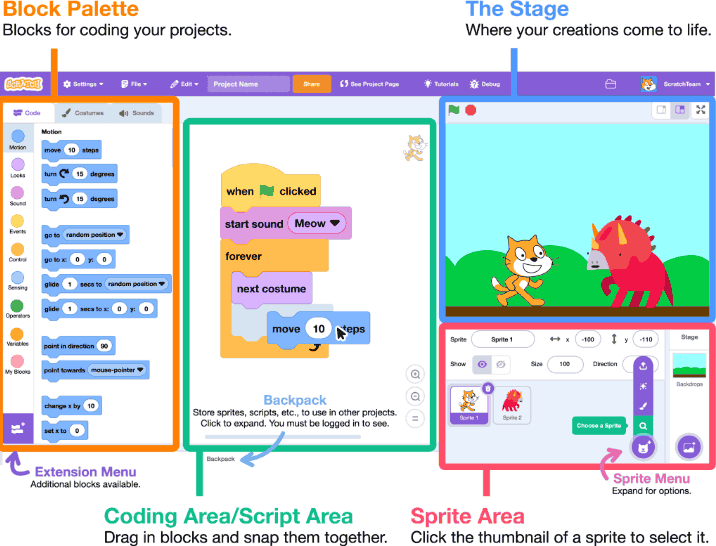 Block Palette
Blocks for coding your projects.
The Stage
Where your creations come to life.
SCRATCH
Settings
File
Edit
Project Name
Share
See Project Page
Tutorials
Debug
ScratchTeam
Code
Costumes
Sounds
Motion
Looks
Sound
Events
Control
Sensing
Operators
Variables
My Blocks
Motion
move 10 steps
turn 15 degrees
turn 15 degrees
go to random position
go to x: 0 y: 0
glide 1 secs to random position
glide 1 secs to x: 0 y: 0
point in direction 90
point towards mouse-pointer
change x by 10
set x to 0
when clicked
start sound Meow
forever
next costume
move 10 steps
Backpack
Store sprites, scripts, etc., to use in other projects.
Click to expand. You must be logged in to see.
Backpack
Sprite Sprite 1 x -100 y -110
Show Size 100 Direction
Sprite 1
Sprite 2
Choose a Sprite
Stage
Backdrops
Extension Menu
Additional blocks available.
Sprite Menu
Expand for options.
Coding Area/Script Area
Drag in blocks and snap them together.
Sprite Area
Click the thumbnail of a sprite to select it.